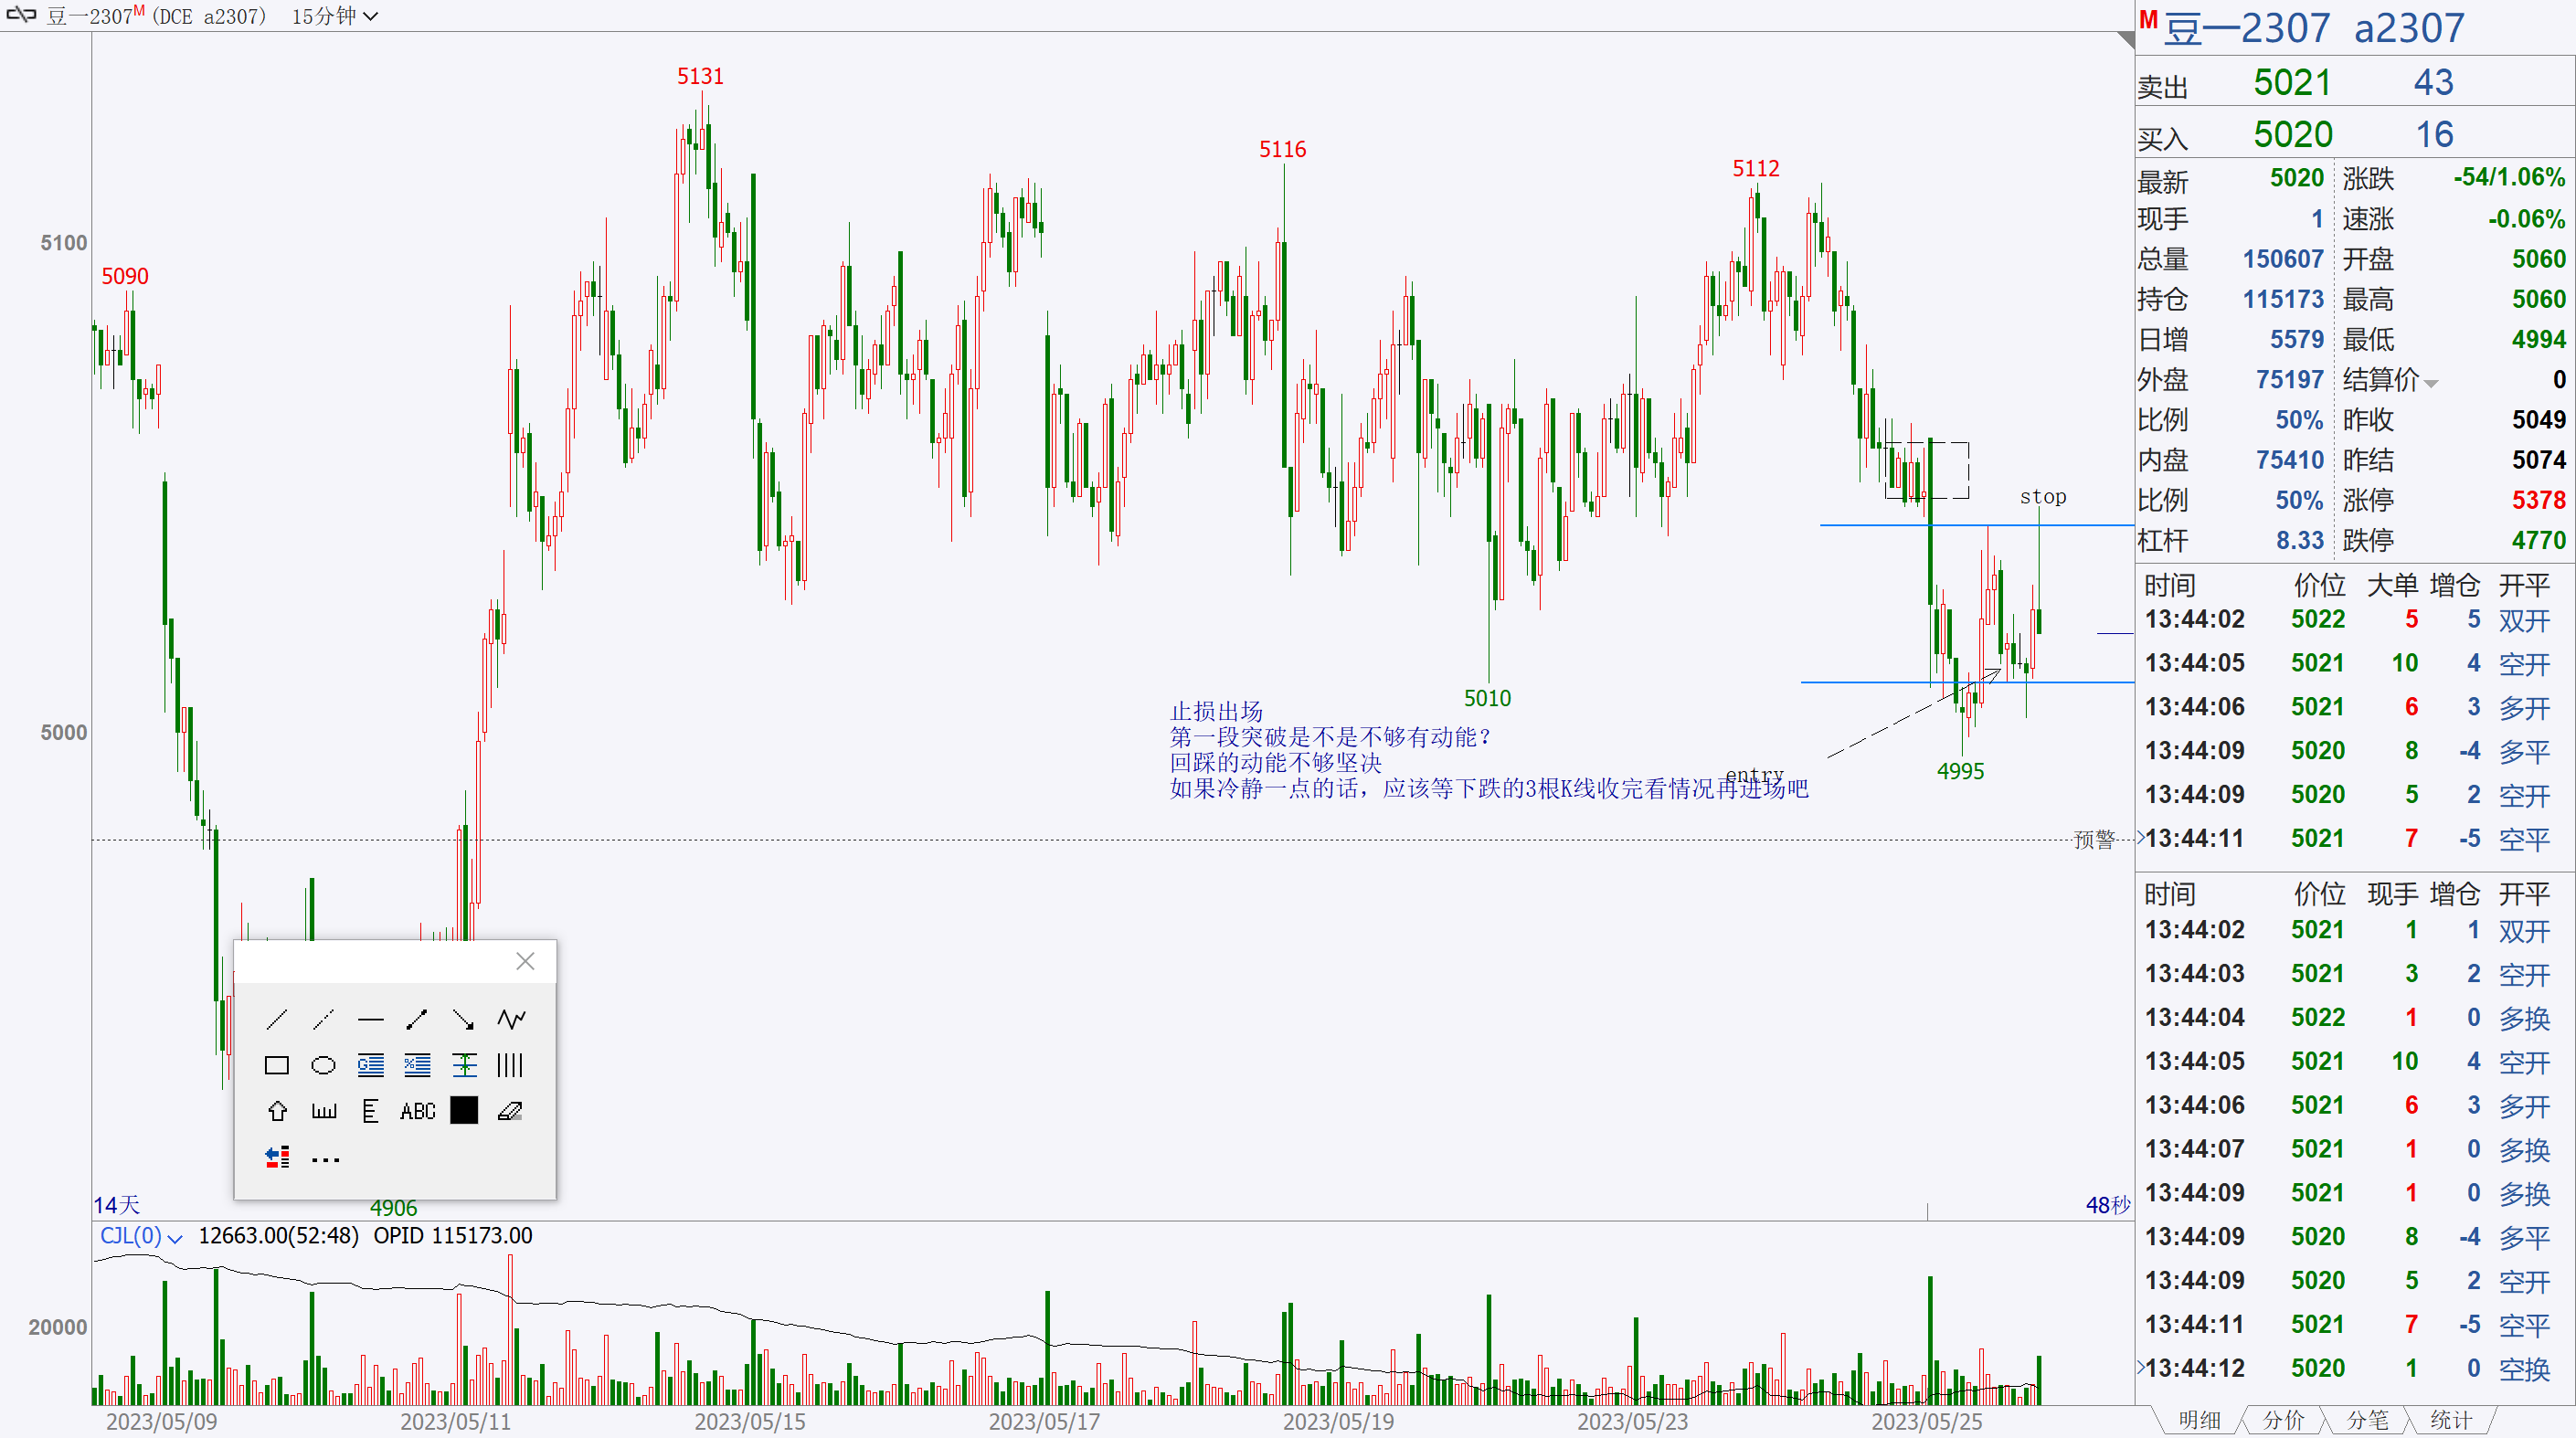 豆一2307M (DCE a2307) 15分钟
5131
5116
5112
5100
5090
stop
5010
5000
止损出场
第一段突破是不是不够有动能?
回踩的动能不够坚决
entry
如果冷静一点的话，应该等下跌的3根K线收完看情况再进场吧
4995
预警
ABC
14天
4906
48秒
CJL(0) 12663.00(52:48) OPID 115173.00
20000
2023/05/09 2023/05/11 2023/05/15 2023/05/17 2023/05/19 2023/05/23 2023/05/25
M 豆一2307 a2307
卖出 5021 43
买入 5020 16
最新 5020 涨跌 -54/1.06%
现手 1 速涨 -0.06%
总量 150607 开盘 5060
持仓 115173 最高 5060
日增 5579 最低 4994
外盘 75197 结算价 0
比例 50% 昨收 5049
内盘 75410 昨结 5074
比例 50% 涨停 5378
杠杆 8.33 跌停 4770
时间 价位 大单 增仓 开平
13:44:02 5022 5 5 双开
13:44:05 5021 10 4 空开
13:44:06 5021 6 3 多开
13:44:09 5020 8 -4 多平
13:44:09 5020 5 2 空开
13:44:11 5021 7 -5 空平
时间 价位 现手 增仓 开平
13:44:02 5021 1 1 双开
13:44:03 5021 3 2 空开
13:44:04 5022 1 0 多换
13:44:05 5021 10 4 空开
13:44:06 5021 6 3 多开
13:44:07 5021 1 0 多换
13:44:09 5021 1 0 多换
13:44:09 5020 8 -4 多平
13:44:09 5020 5 2 空开
13:44:11 5021 7 -5 空平
13:44:12 5020 1 0 空换
明细 分价 分笔 统计